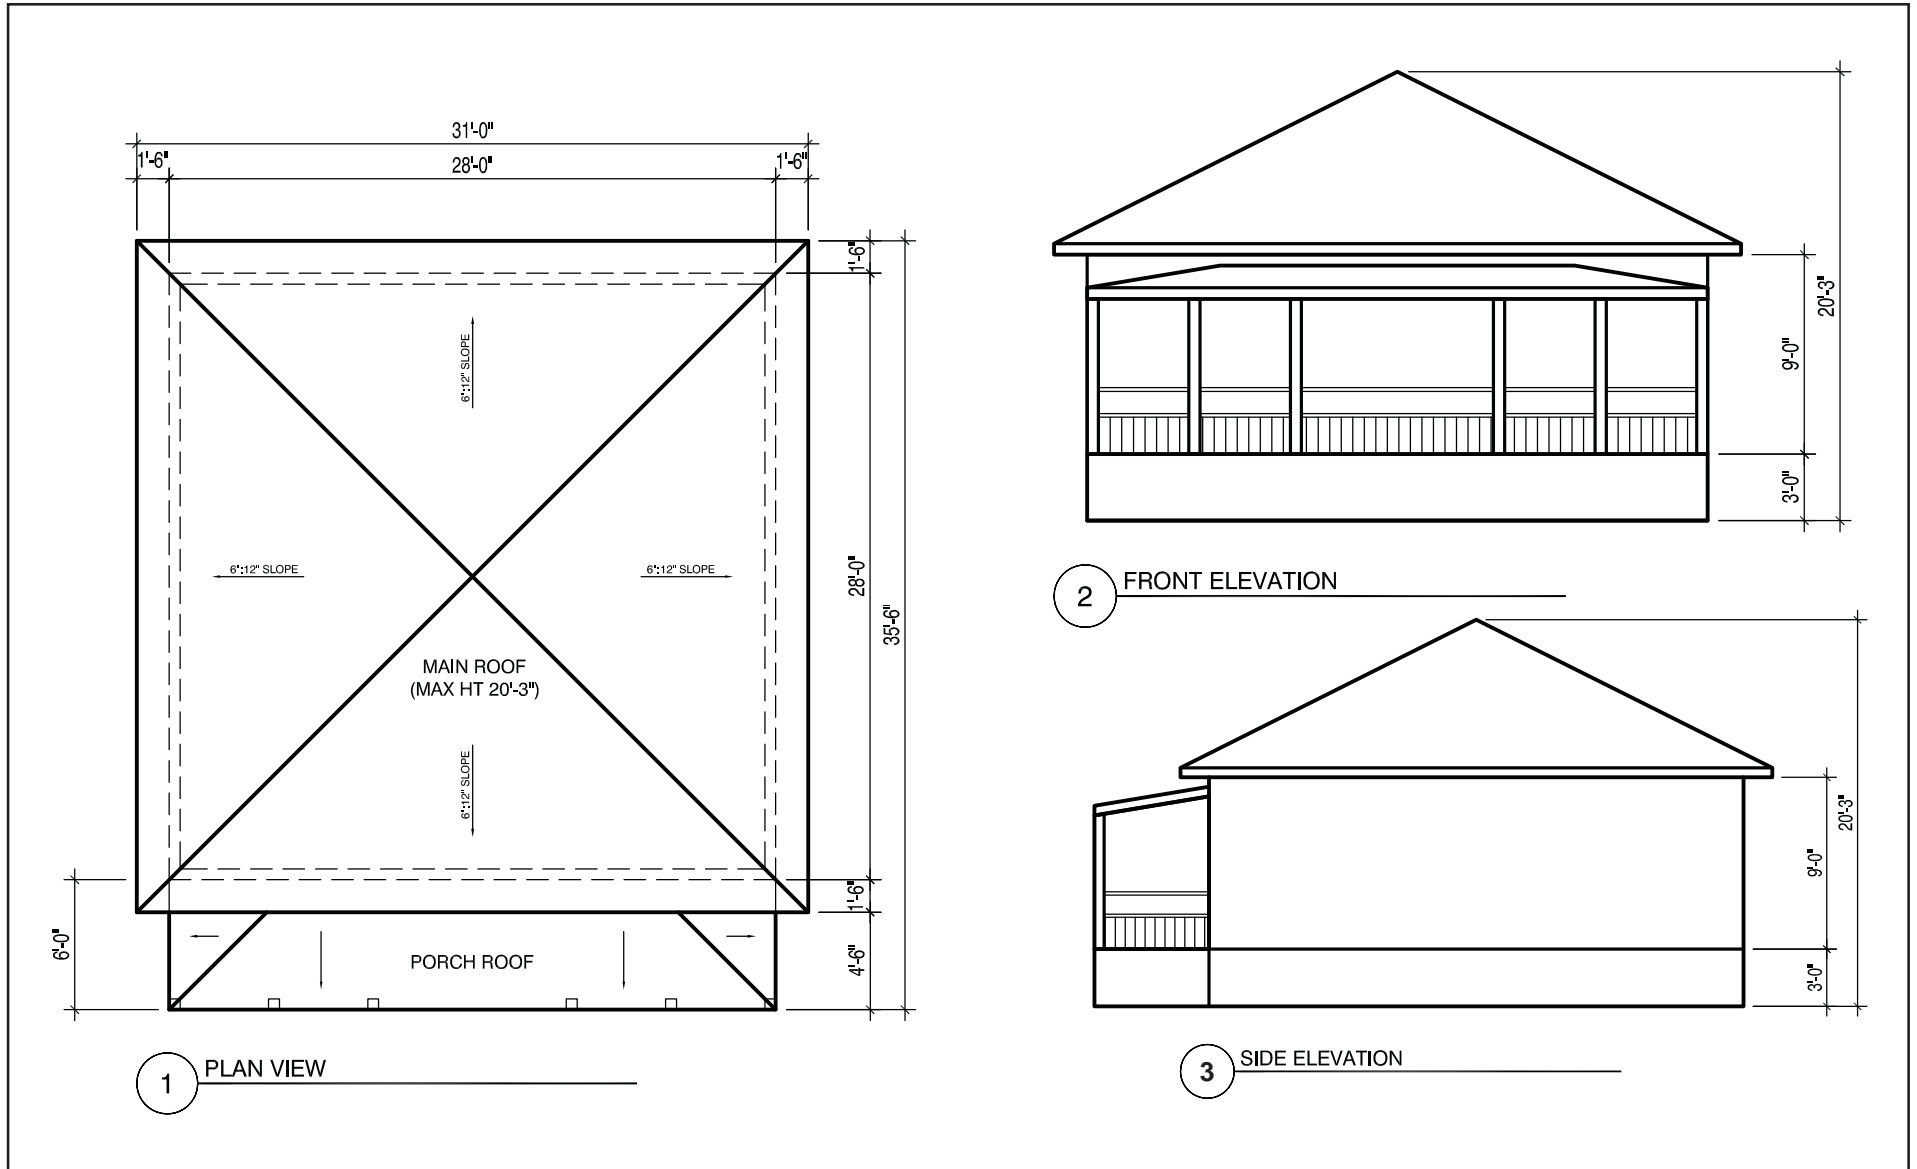 31'-0"
1'-6"
28'-0"
1'-6"
1'-6"
6":12" SLOPE
28'-0"
35'-6"
6":12" SLOPE
6":12" SLOPE
MAIN ROOF
(MAX HT 20'-3")
6":12" SLOPE
1'-6"
6'-0"
PORCH ROOF
4'-6"
1 PLAN VIEW
20'-3"
9'-0"
3'-0"
2 FRONT ELEVATION
20'-3"
9'-0"
3'-0"
3 SIDE ELEVATION